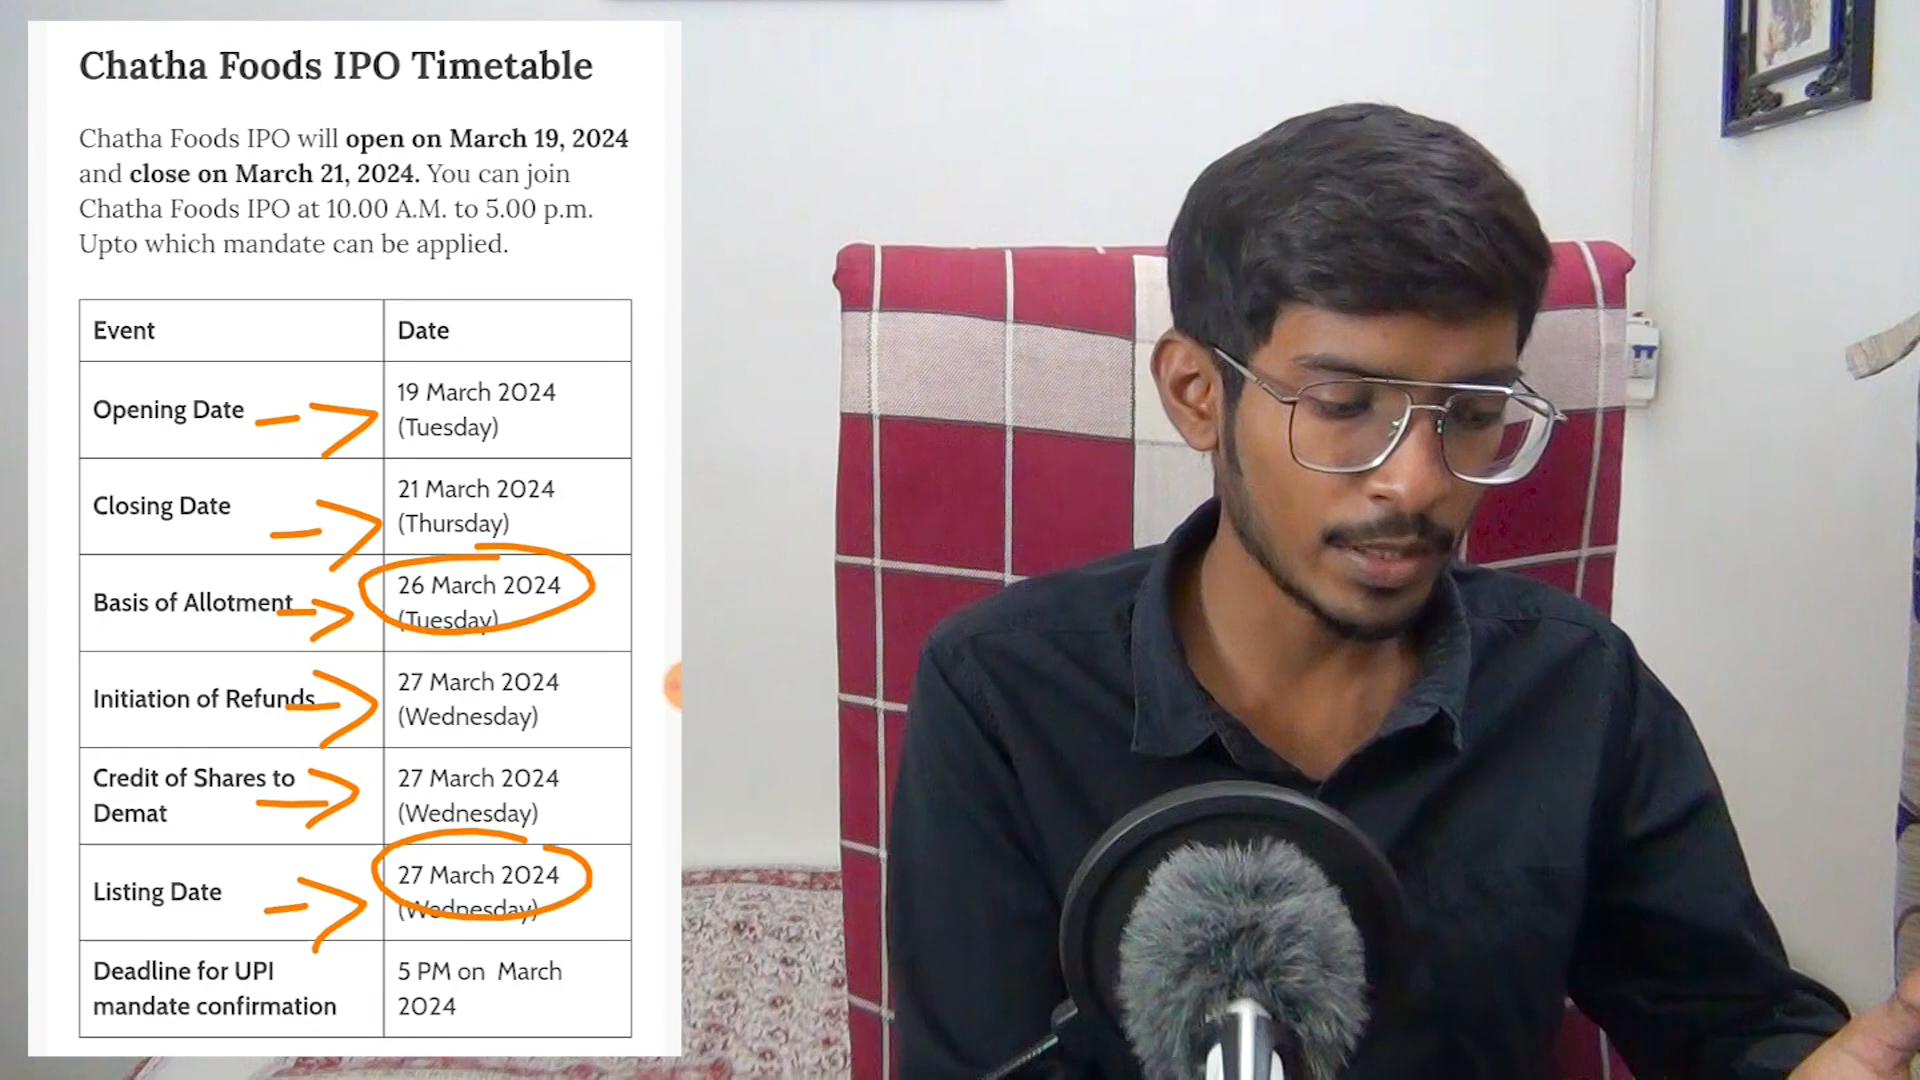 Chatha Foods IPO Timetable
Chatha Foods IPO will open on March 19, 2024
and close on March 21, 2024. You can join
Chatha Foods IPO at 10.00 A.M. to 5.00 p.m.
Upto which mandate can be applied.
Event Date
Opening Date 19 March 2024
(Tuesday)
Closing Date 21 March 2024
(Thursday)
Basis of Allotment 26 March 2024
(Tuesday)
Initiation of Refunds 27 March 2024
(Wednesday)
Credit of Shares to
Demat 27 March 2024
(Wednesday)
Listing Date 27 March 2024
(Wednesday)
Deadline for UPI
mandate confirmation 5 PM on March
2024